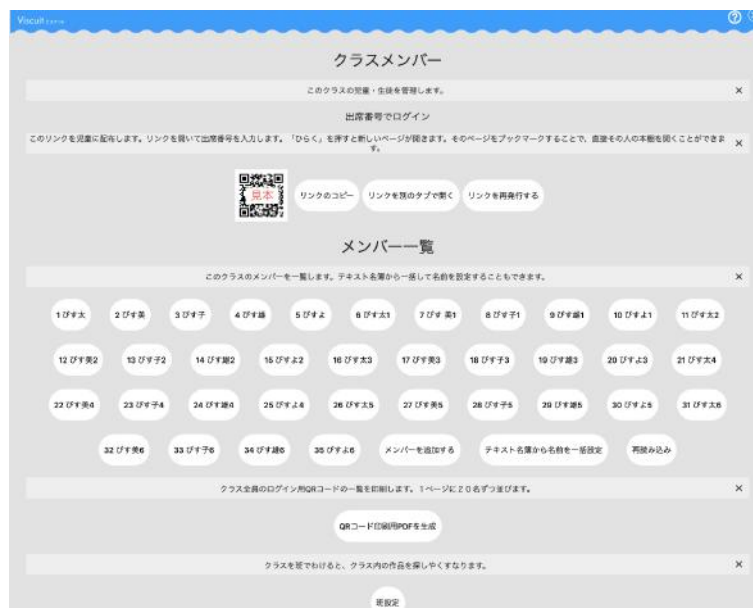 Viscuit
クラスメンバー
このクラスの児童・生徒を管理します。 ×
出席番号でログイン
このリンクを児童に配布します。リンクを開いて出席番号を入力します。「ひらく」を押すと新しいページが開きます。そのページをブックマークすることで、直接その人の本棚を開くことができま
す。 ×
見本 リンクのコピー リンクを別のタブで開く リンクを再発行する
メンバー一覧
このクラスのメンバーを一覧します。テキスト名簿から一括して名前を設定することもできます。 ×
1 びす太 2 びす美 3 びす子 4 びす雄 5 びすよ 6 びす太1 7 びす 美1 8 びす子1 9 びす雄1 10 びすよ1 11 びす太2
12 びす美2 13 びす子2 14 びす雄2 15 びすよ2 16 びす太3 17 びす美3 18 びす子3 19 びす雄3 20 びすよ3 21 びす太4
22 びす美4 23 びす子4 24 びす雄4 25 びすよ4 26 びす太5 27 びす美5 28 びす子5 29 びす雄5 30 びすよ5 31 びす太6
32 びす美6 33 びす子6 34 びす雄6 35 びすよ6 メンバーを追加する テキスト名簿から名前を一括設定 再読み込み
クラス全員のログイン用QRコードの一覧を印刷します。1ページに20名ずつ並びます。 ×
QRコード印刷用PDFを生成
クラスを班でわけると、クラス内の作品を探しやすくなります。 ×
班設定